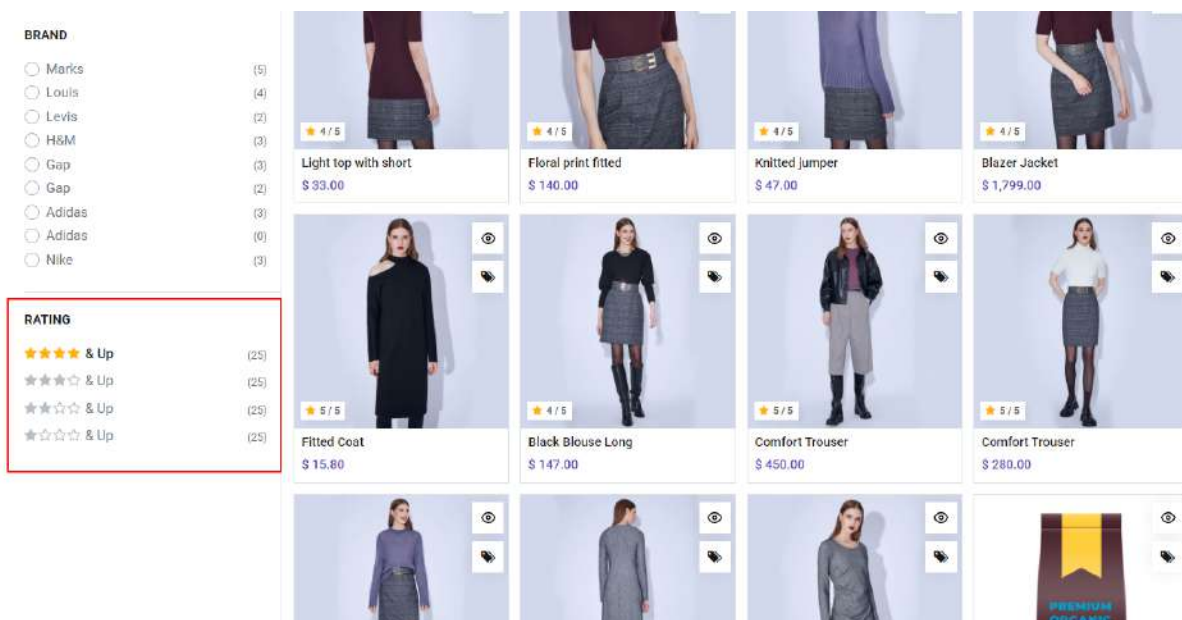 BRAND
Marks (5)
Louis (4)
Levis (2)
H&M (3)
Gap (3)
Gap (2)
Adidas (3)
Adidas (0)
Nike (3)
RATING
& Up (25)
& Up (25)
& Up (25)
& Up (25)
4 / 5
4 / 5
4 / 5
4 / 5
Light top with short
Floral print fitted
Knitted jumper
Blazer Jacket
$ 33.00
$ 140.00
$ 47.00
$ 1,799.00
5 / 5
4 / 5
5 / 5
5 / 5
Fitted Coat
Black Blouse Long
Comfort Trouser
Comfort Trouser
$ 15.80
$ 147.00
$ 450.00
$ 280.00
PREMIUM
ORGANIC